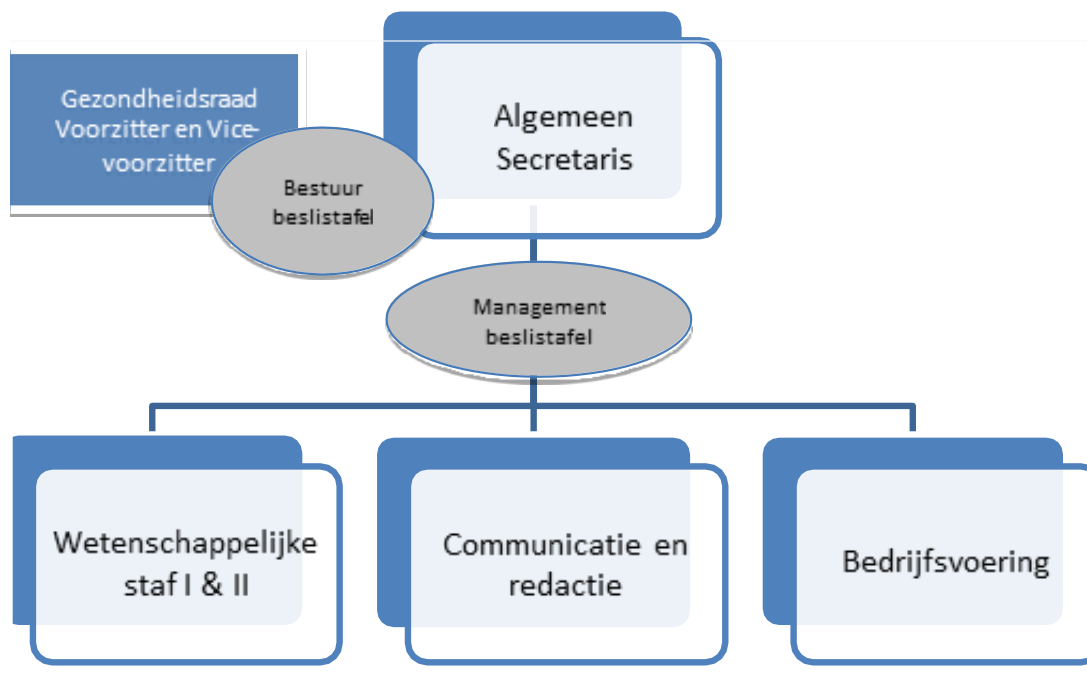 Gezondheidsraad
Voorzitter en Vice-
voorzitter
Algemeen
Secretaris
Bestuur
beslistafel
Management
beslistafel
Wetenschappelijke
staf I & II
Communicatie en
redactie
Bedrijfsvoering